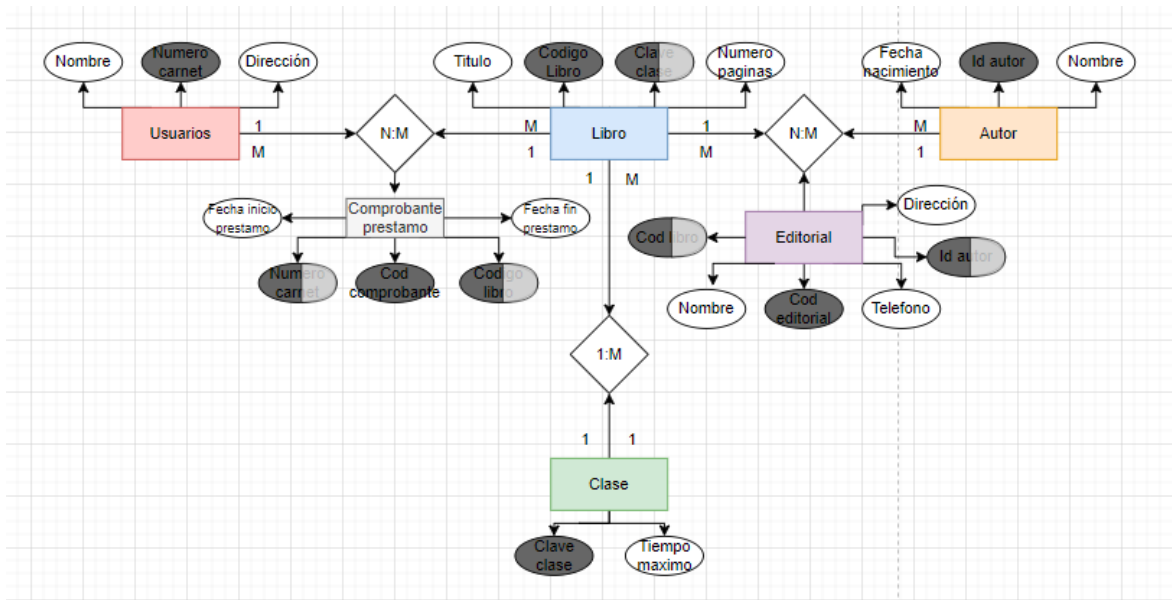 Nombre
Numero
carnet
Dirección
Titulo
Codigo
Libro
Clave
clase
Numero
paginas
Fecha
nacimiento
Id autor
Nombre
Usuarios
1
M
N:M
M
1
Libro
1
M
N:M
M
1
Autor
1
M
Fecha inicio
prestamo
Comprobante
prestamo
Fecha fin
prestamo
Numero
carnet
Cod
comprobante
Codigo
libro
Dirección
Cod libro
Editorial
Id autor
Nombre
Cod
editorial
Telefono
1:M
1
1
Clase
Clave
clase
Tiempo
maximo